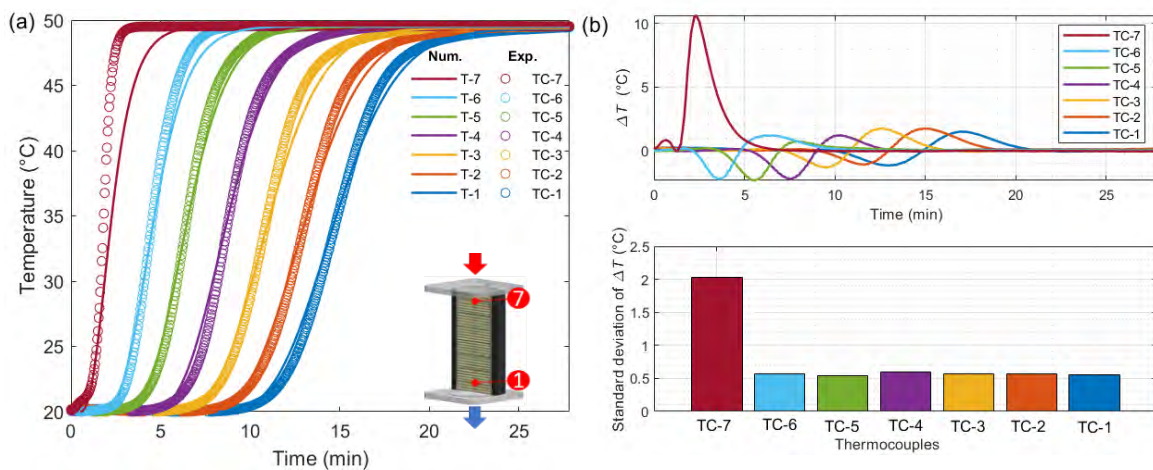 (a)
50
45
40
35
30
25
20
0
5
10
15
20
25
Temperature (°C)
Time (min)
Num. Exp.
T-7 TC-7
T-6 TC-6
T-5 TC-5
T-4 TC-4
T-3 TC-3
T-2 TC-2
T-1 TC-1
7
1
(b)
10
5
0
0
5
10
15
20
25
ΔT (°C)
Time (min)
TC-7
TC-6
TC-5
TC-4
TC-3
TC-2
TC-1
2.5
2
1.5
1
0.5
0
Standard deviation of ΔT (°C)
TC-7 TC-6 TC-5 TC-4 TC-3 TC-2 TC-1
Thermocouples